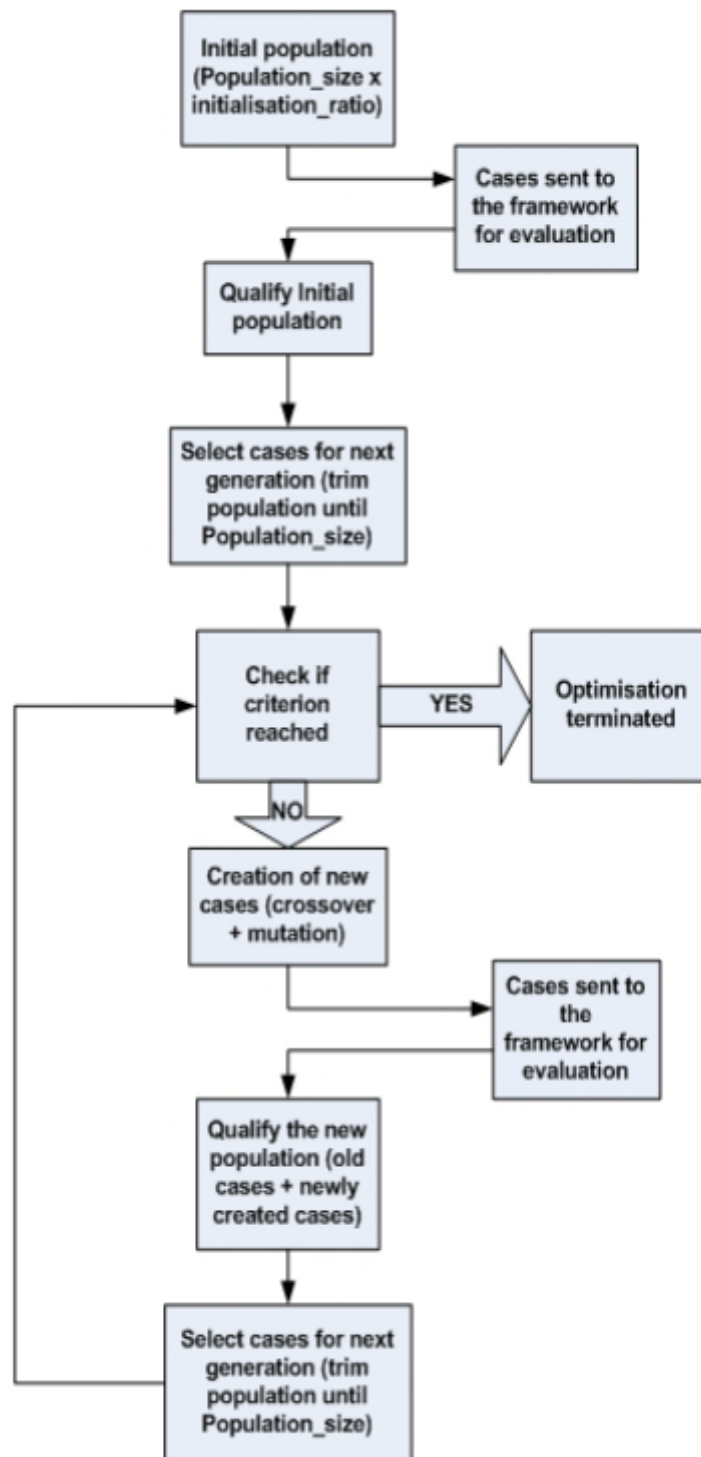 Initial population
(Population_size x
initialisation_ratio)
Cases sent to
the framework
for evaluation
Qualify Initial
population
Select cases for next
generation (trim
population until
Population_size)
Check if
criterion
reached
YES
Optimisation
terminated
NO
Creation of new
cases (crossover
+ mutation)
Cases sent to
the
framework for
evaluation
Qualify the new
population (old
cases + newly
created cases)
Select cases for next
generation (trim
population until
Population_size)